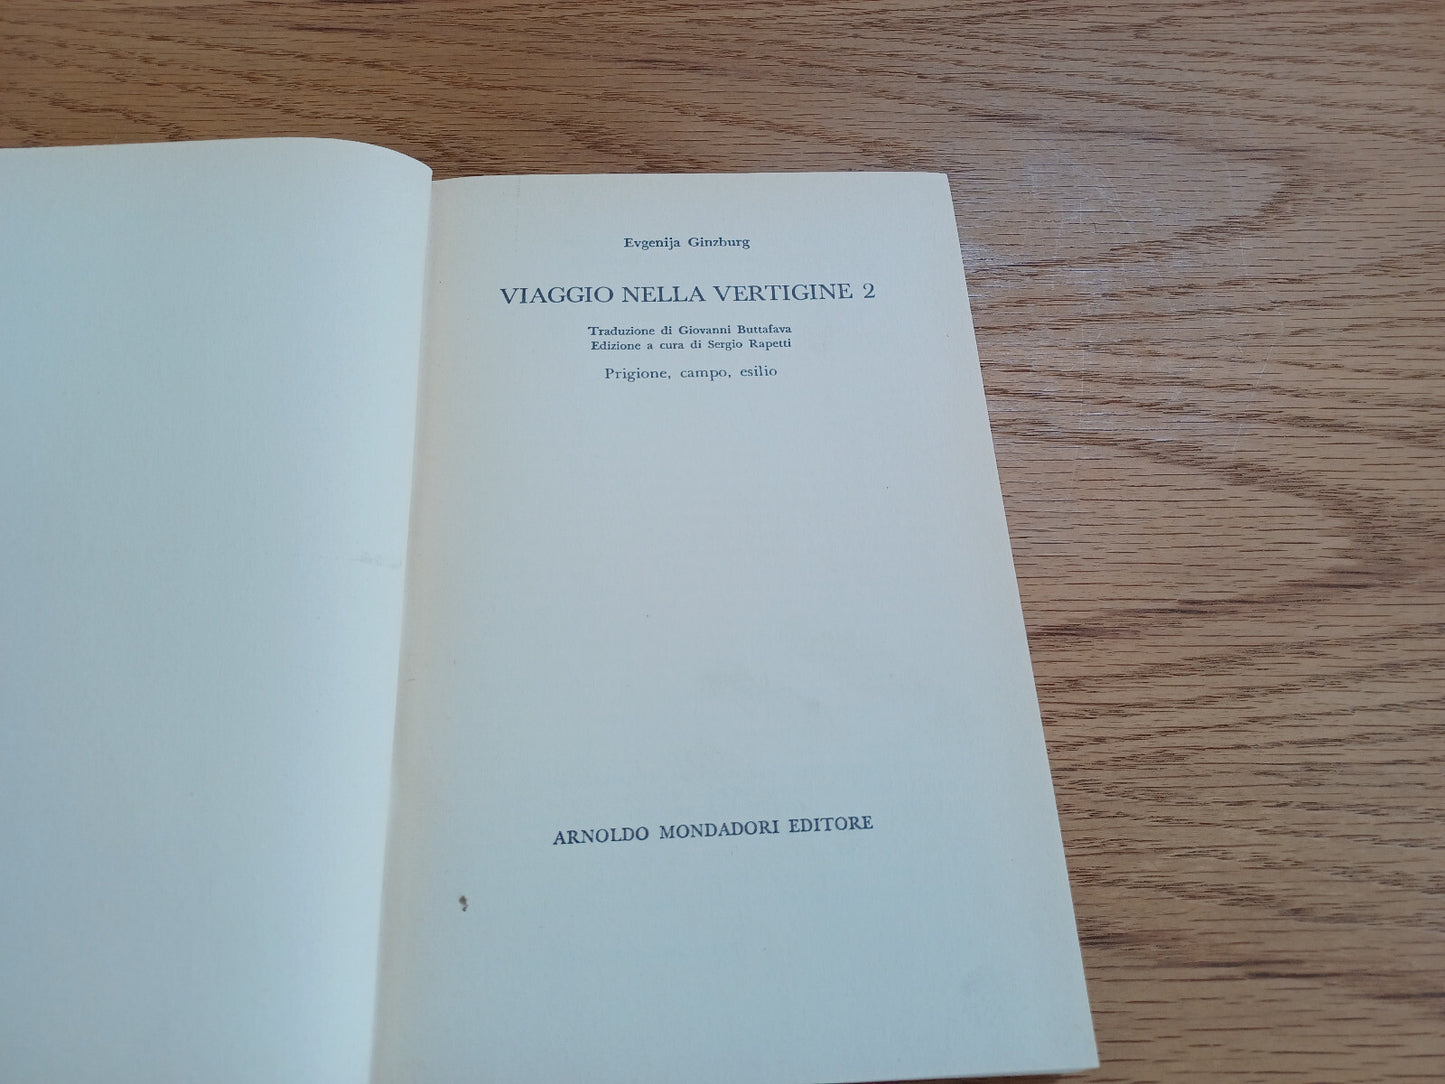 Evgenija Ginzburg
VIAGGIO NELLA VERTIGINE 2
Traduzione di Giovanni Buttafava
Edizione a cura di Sergio Rapetti
Prigione, campo, esilio
ARNOLDO MONDADORI EDITORE